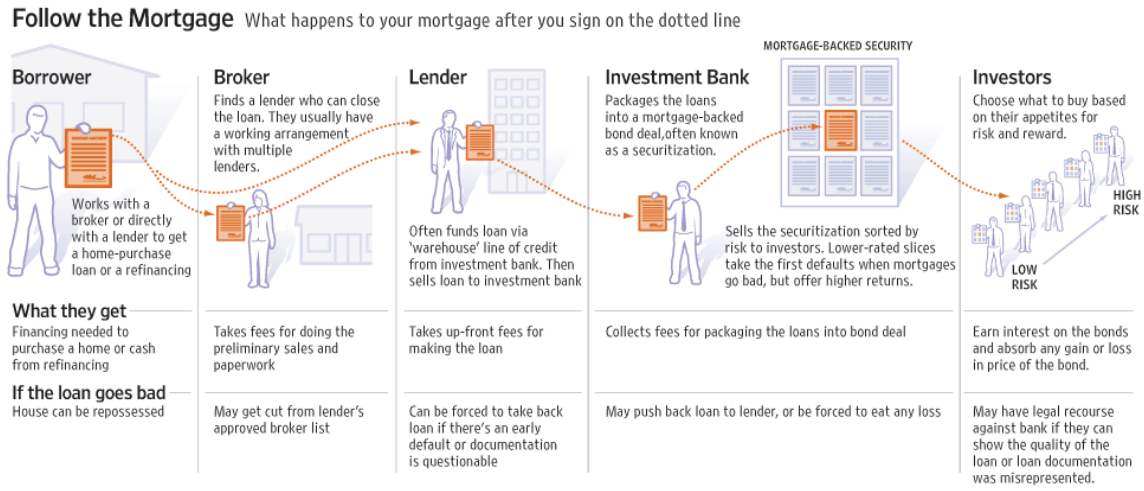 Follow the Mortgage What happens to your mortgage after you sign on the dotted line
Borrower
Works with a
broker or directly
with a lender to get
a home-purchase
loan or a refinancing
Broker
Finds a lender who can close
the loan. They usually have
a working arrangement
with multiple
lenders.
Lender
Often funds loan via
'warehouse' line of credit
from investment bank. Then
sells loan to investment bank
Investment Bank
Packages the loans
into a mortgage-backed
bond deal,often known
as a securitization.
MORTGAGE-BACKED SECURITY
Sells the securitization sorted by
risk to investors. Lower-rated slices
take the first defaults when mortgages
go bad, but offer higher returns.
Investors
Choose what to buy based
on their appetites for
risk and reward.
HIGH
RISK
LOW
RISK
What they get
Financing needed to
purchase a home or cash
from refinancing
Takes fees for doing the
preliminary sales and
paperwork
Takes up-front fees for
making the loan
Collects fees for packaging the loans into bond deal
Earn interest on the bonds
and absorb any gain or loss
in price of the bond.
If the loan goes bad
House can be repossessed
May get cut from lender's
approved broker list
Can be forced to take back
loan if there's an early
default or documentation
is questionable
May push back loan to lender, or be forced to eat any loss
May have legal recourse
against bank if they can
show the quality of the
loan or loan documentation
was misrepresented.